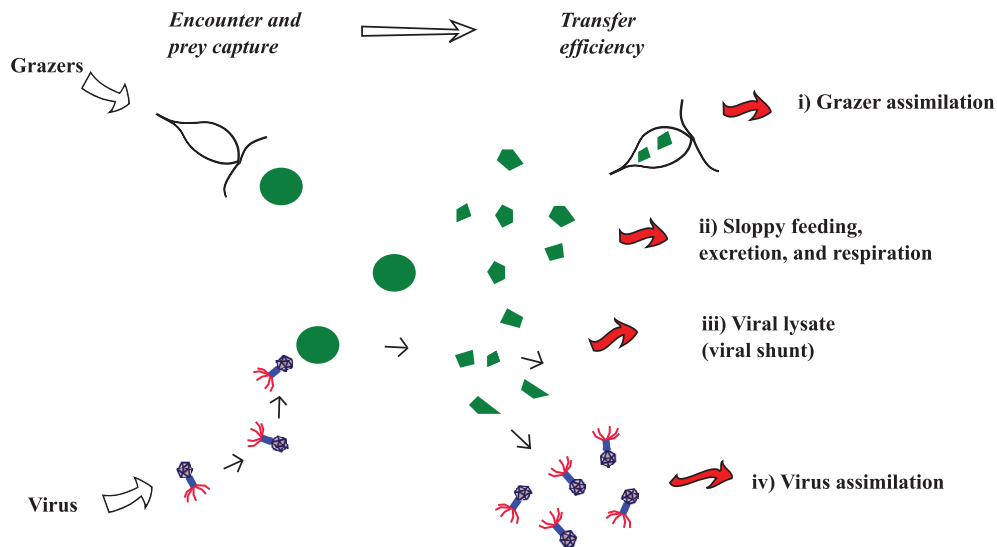 Encounter and
prey capture
Transfer
efficiency
Grazers
i) Grazer assimilation
ii) Sloppy feeding,
excretion, and respiration
iii) Viral lysate
(viral shunt)
Virus
iv) Virus assimilation